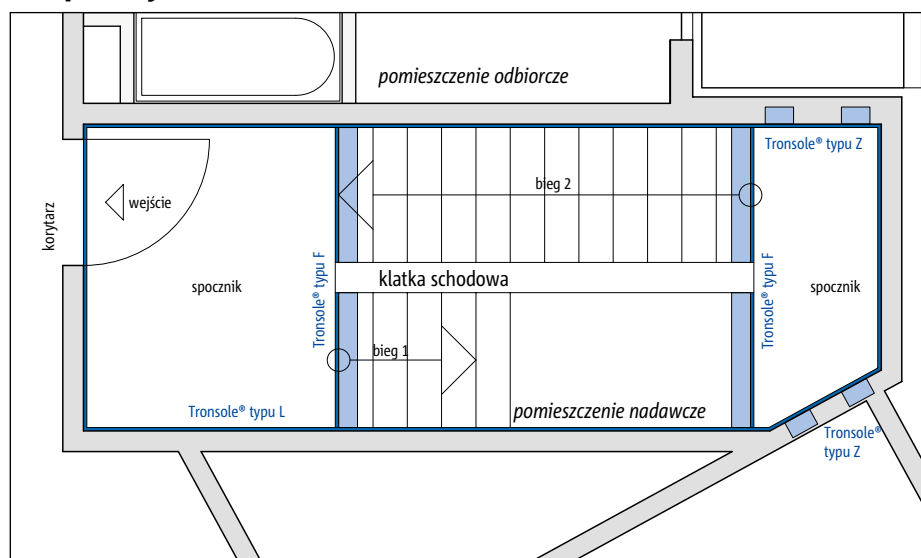 pomieszczenie odbiorcze
Tronsole® typu Z
bieg 2
wejście
korytarz
spocznik
Tronsole® typu F
klatka schodowa
Tronsole® typu F
spocznik
bieg 1
Tronsole® typu L
pomieszczenie nadawcze
Tronsole®
typu Z